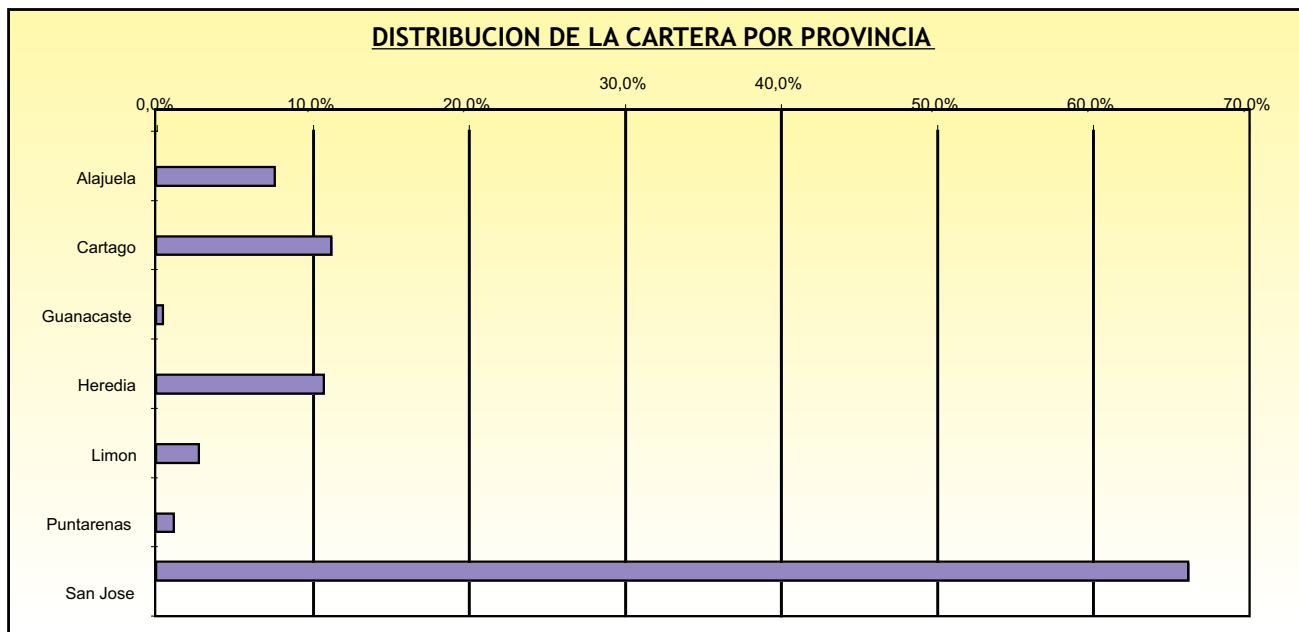 DISTRIBUCION DE LA CARTERA POR PROVINCIA
0,0% 10,0% 20,0% 30,0% 40,0% 50,0% 60,0% 70,0%
Alajuela
Cartago
Guanacaste
Heredia
Limon
Puntarenas
San Jose